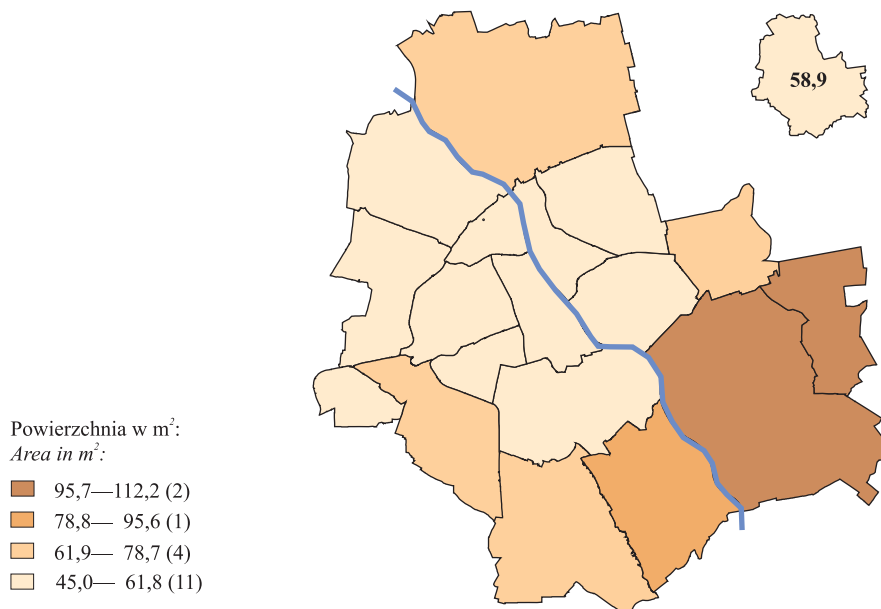 58,9
Powierzchnia w m²:
Area in m²:
95,7—112,2 (2)
78,8— 95,6 (1)
61,9— 78,7 (4)
45,0— 61,8 (11)